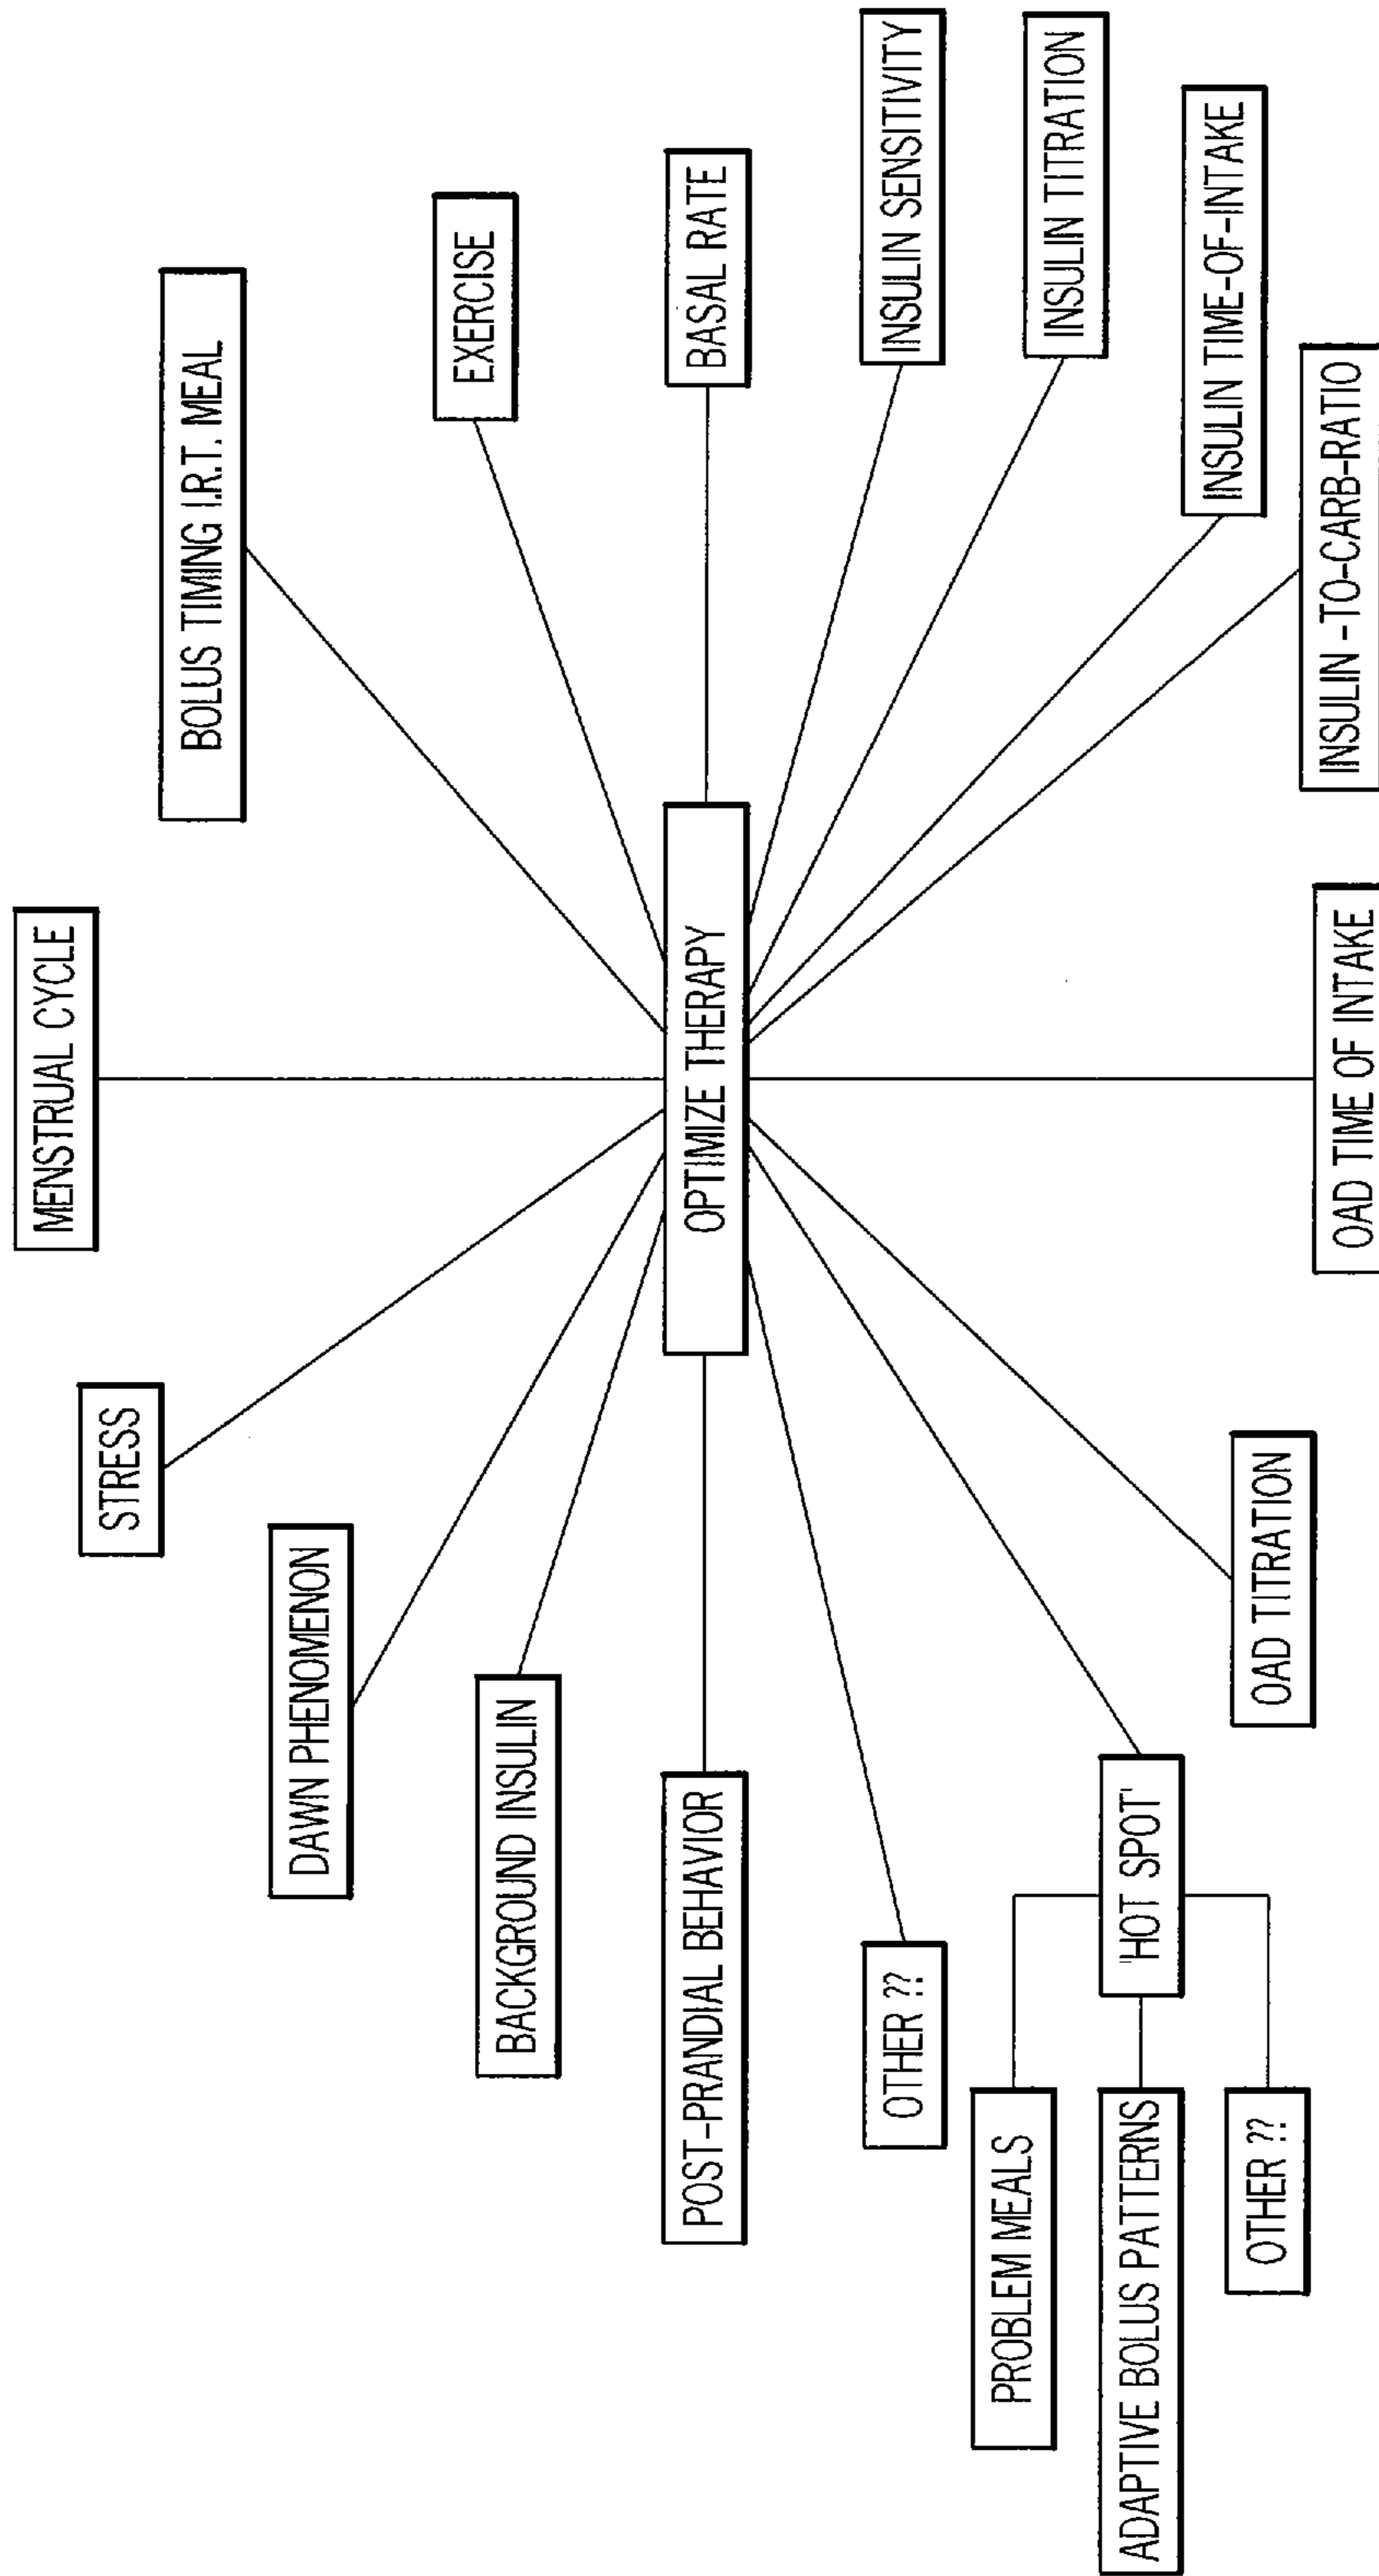 MENSTRUAL CYCLE
STRESS
BOLUS TIMING I.R.T. MEAL
DAWN PHENOMENON
EXERCISE
BACKGROUND INSULIN
POST-PRANDIAL BEHAVIOR
OPTIMIZE THERAPY
BASAL RATE
OTHER ??
INSULIN SENSITIVITY
PROBLEM MEALS
INSULIN TITRATION
ADAPTIVE BOLUS PATTERNS
'HOT SPOT'
INSULIN TIME-OF-INTAKE
OTHER ??
OAD TITRATION
INSULIN -TO-CARB-RATIO
OAD TIME OF INTAKE